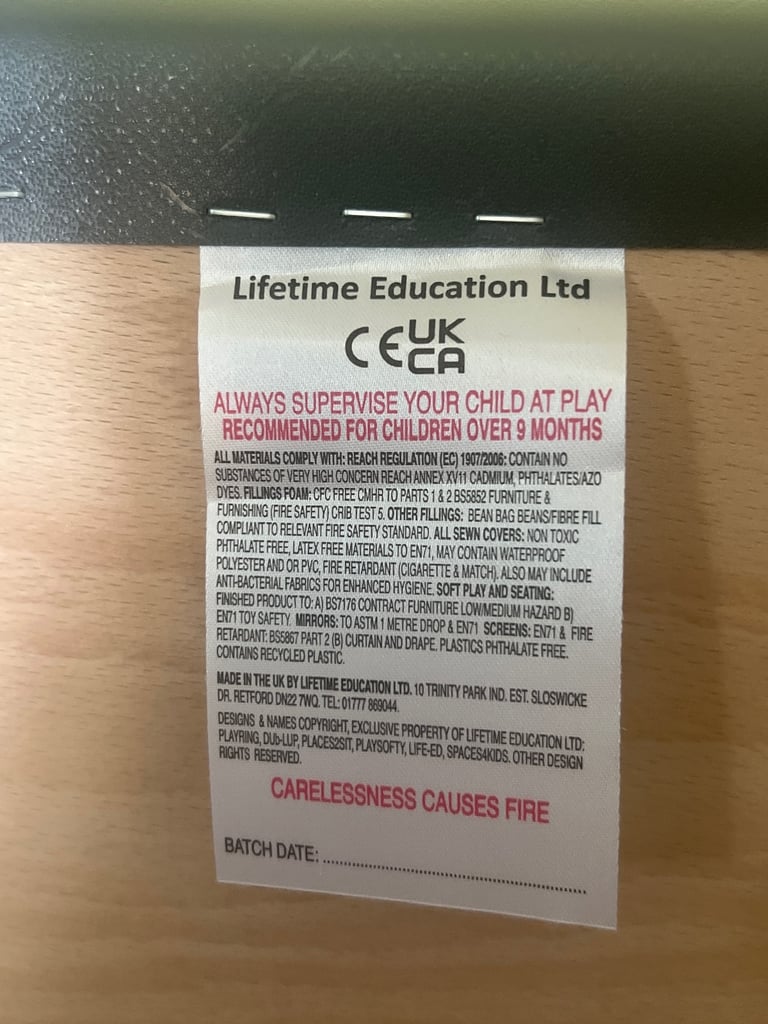 Lifetime Education Ltd
CE UK
CA
ALWAYS SUPERVISE YOUR CHILD AT PLAY
RECOMMENDED FOR CHILDREN OVER 9 MONTHS
ALL MATERIALS COMPLY WITH: REACH REGULATION (EC) 1907/2006: CONTAIN NO
SUBSTANCES OF VERY HIGH CONCERN REACH ANNEX XV11 CADMIUM, PHTHALATES/AZO
DYES. FILLINGS FOAM: CFC FREE CMHR TO PARTS 1 & 2 BS5852 FURNITURE &
FURNISHING (FIRE SAFETY) CRIB TEST 5. OTHER FILLINGS: BEAN BAG BEANS/FIBRE FILL
COMPLIANT TO RELEVANT FIRE SAFETY STANDARD. ALL SEWN COVERS: NON TOXIC
PHTHALATE FREE, LATEX FREE MATERIALS TO EN71, MAY CONTAIN WATERPROOF
POLYESTER AND OR PVC, FIRE RETARDANT (CIGARETTE & MATCH). ALSO MAY INCLUDE
ANTI-BACTERIAL FABRICS FOR ENHANCED HYGIENE. SOFT PLAY AND SEATING:
FINISHED PRODUCT TO: A) BS7176 CONTRACT FURNITURE LOW/MEDIUM HAZARD B)
EN71 TOY SAFETY. MIRRORS: TO ASTM 1 METRE DROP & EN71 SCREENS: EN71 & FIRE
RETARDANT: BS5867 PART 2 (B) CURTAIN AND DRAPE. PLASTICS PHTHALATE FREE.
CONTAINS RECYCLED PLASTIC.
MADE IN THE UK BY LIFETIME EDUCATION LTD. 10 TRINITY PARK IND. EST. SLOSWICKE
DR. RETFORD DN22 7WQ. TEL: 01777 869044.
DESIGNS & NAMES COPYRIGHT, EXCLUSIVE PROPERTY OF LIFETIME EDUCATION LTD:
PLAYRING, DUb-LUP, PLACES2SIT, PLAYSOFTY, LIFE-ED, SPACES4KIDS. OTHER DESIGN
RIGHTS RESERVED.
CARELESSNESS CAUSES FIRE
BATCH DATE: ........................................................